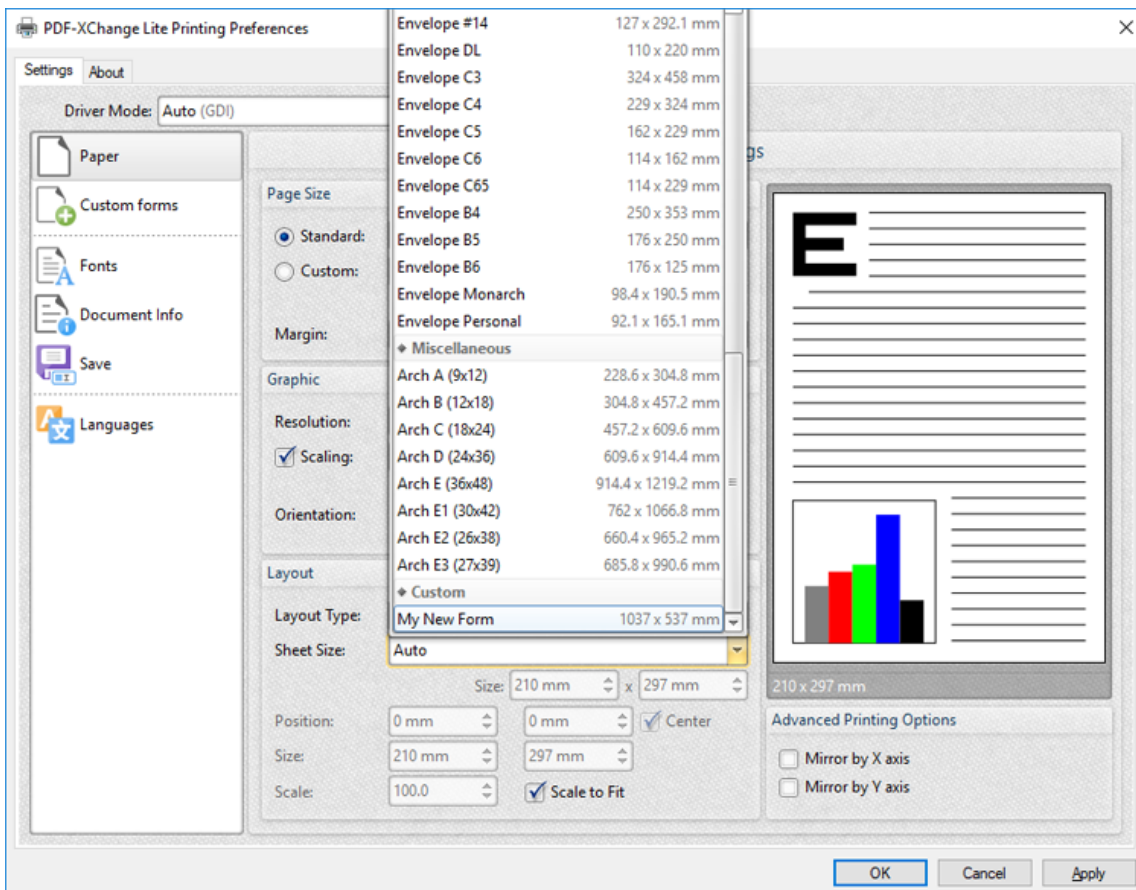 PDF-XChange Lite Printing Preferences
Settings
About
Driver Mode: Auto (GDI)
Paper
Custom forms
Fonts
Document Info
Save
Languages
Page Size
Standard:
Custom:
Margin:
Graphic
Resolution:
Scaling:
Orientation:
Layout
Layout Type:
Sheet Size: Auto
Envelope #14 127 x 292.1 mm
Envelope DL 110 x 220 mm
Envelope C3 324 x 458 mm
Envelope C4 229 x 324 mm
Envelope C5 162 x 229 mm
Envelope C6 114 x 162 mm
Envelope C65 114 x 229 mm
Envelope B4 250 x 353 mm
Envelope B5 176 x 250 mm
Envelope B6 176 x 125 mm
Envelope Monarch 98.4 x 190.5 mm
Envelope Personal 92.1 x 165.1 mm
Miscellaneous
Arch A (9x12) 228.6 x 304.8 mm
Arch B (12x18) 304.8 x 457.2 mm
Arch C (18x24) 457.2 x 609.6 mm
Arch D (24x36) 609.6 x 914.4 mm
Arch E (36x48) 914.4 x 1219.2 mm
Arch E1 (30x42) 762 x 1066.8 mm
Arch E2 (26x38) 660.4 x 965.2 mm
Arch E3 (27x39) 685.8 x 990.6 mm
Custom
My New Form 1037 x 537 mm
Size: 210 mm x 297 mm
Position: 0 mm 0 mm Center
Size: 210 mm 297 mm
Scale: 100.0 Scale to Fit
gs
E
210 x 297 mm
Advanced Printing Options
Mirror by X axis
Mirror by Y axis
OK
Cancel
Apply